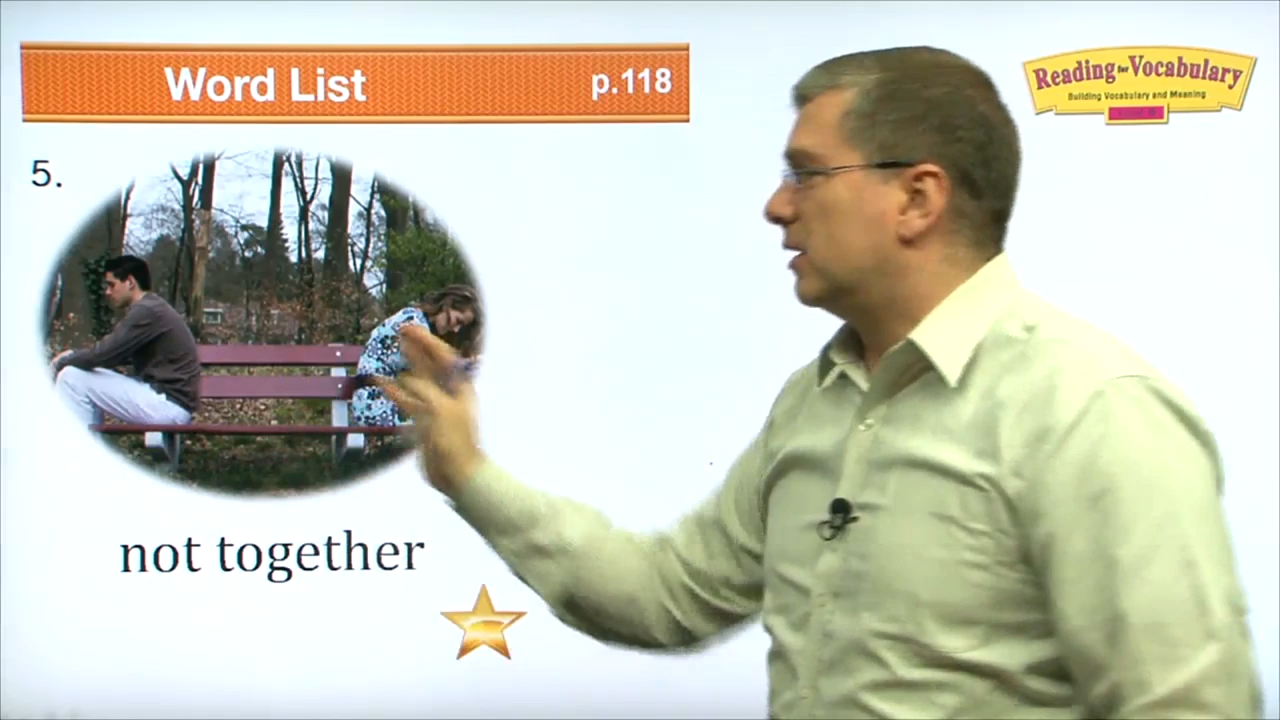 Word List
p.118
Reading for Vocabulary
Building Vocabulary and Meaning
5.
not together